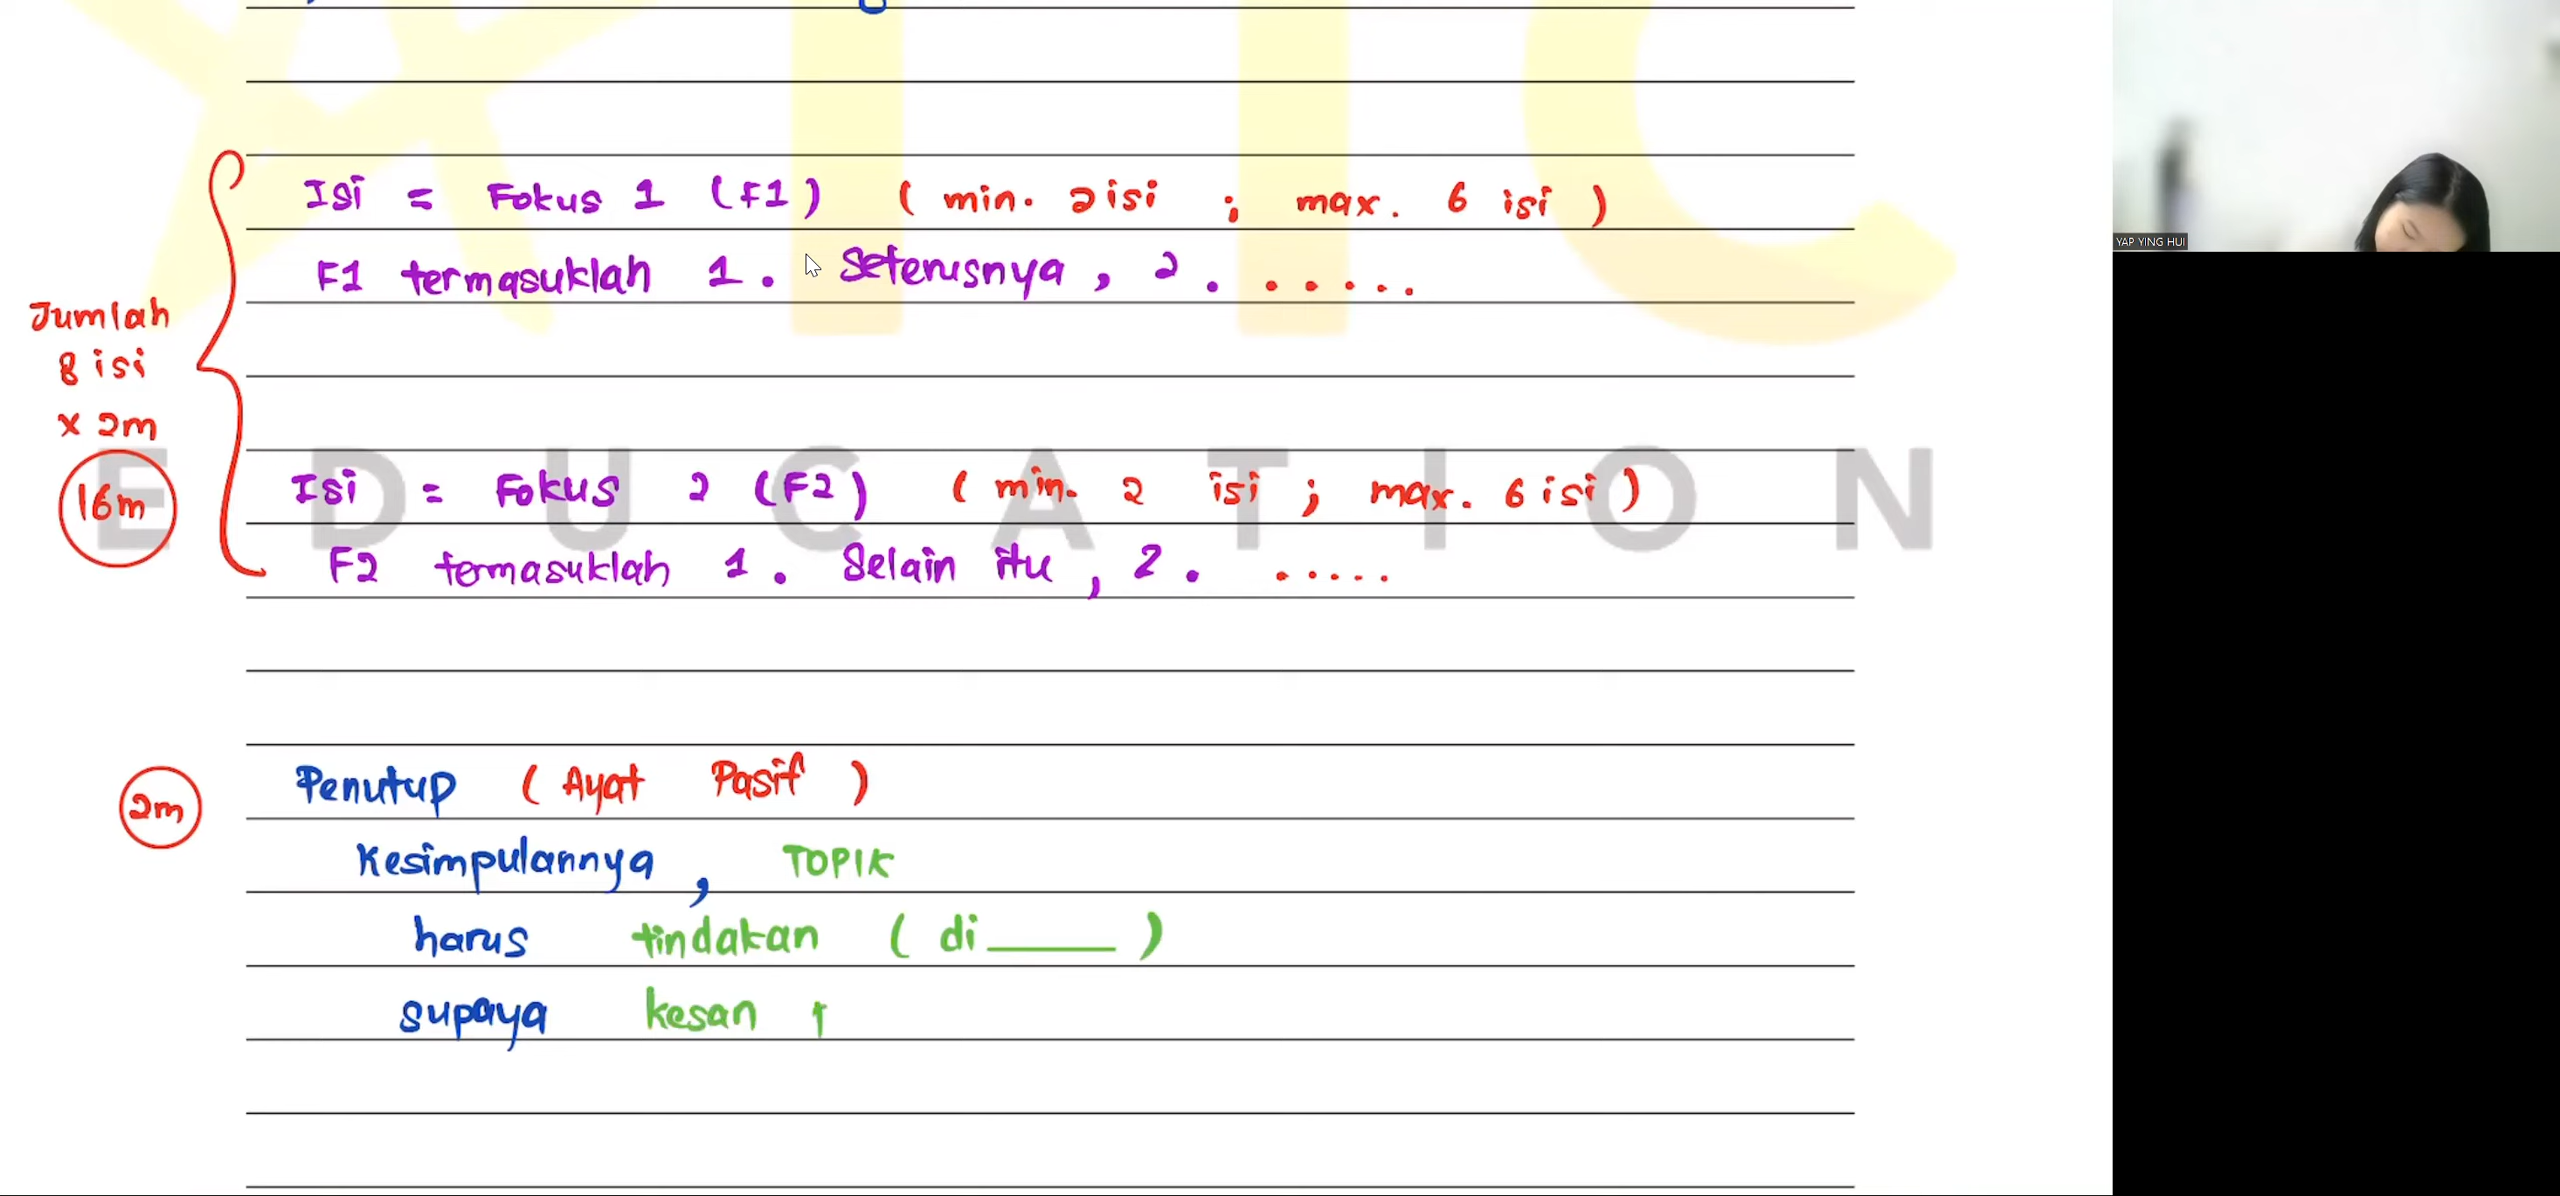 Isi = Fokus 1 (F1) (min. 2 isi ; max. 6 isi)
F1 termasuklah 1. Seterusnya, 2. .....
Jumlah
8 isi
x 2m
16m
EDUCATION
Isi = Fokus 2 (F2) (min. 2 isi ; max. 6 isi)
F2 termasuklah 1. Selain itu, 2. .....
2m
Penutup (Ayat Pasif)
Kesimpulannya, TOPIK
harus tindakan (di_____)
supaya kesan ↑
YAP YING HUI